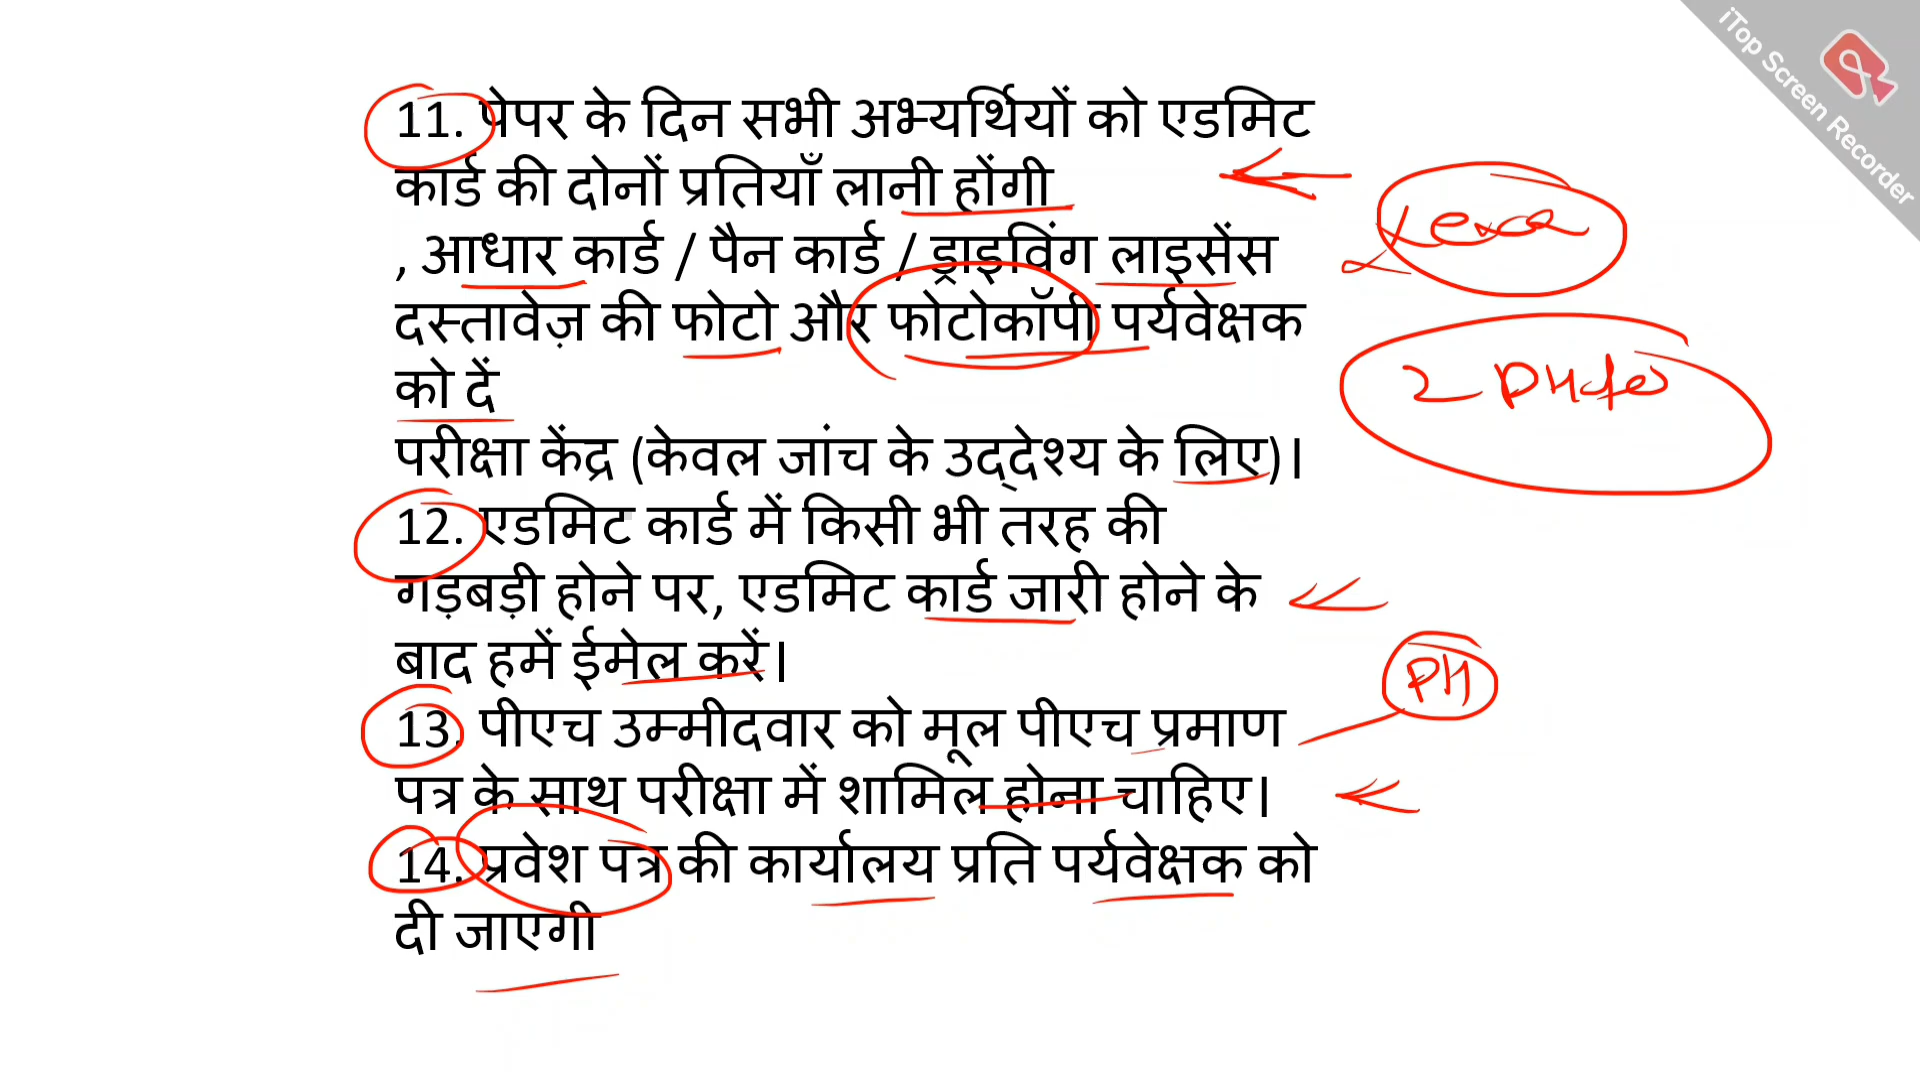 11. पेपर के दिन सभी अभ्यर्थियों को एडमिट
कार्ड की दोनों प्रतियाँ लानी होंगी
, आधार कार्ड / पैन कार्ड / ड्राइविंग लाइसेंस
दस्तावेज़ की फोटो और फोटोकॉपी पर्यवेक्षक
को दें
परीक्षा केंद्र (केवल जांच के उद्देश्य के लिए)।
12. एडमिट कार्ड में किसी भी तरह की
गड़बड़ी होने पर, एडमिट कार्ड जारी होने के
बाद हमें ईमेल करें।
13. पीएच उम्मीदवार को मूल पीएच प्रमाण
पत्र के साथ परीक्षा में शामिल होना चाहिए।
14. प्रवेश पत्र की कार्यालय प्रति पर्यवेक्षक को
दी जाएगी
2
PH
iTop Screen Recorder